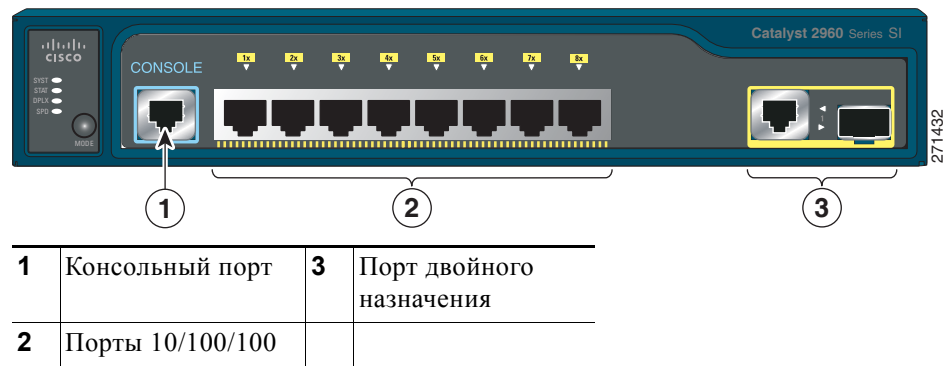 Catalyst 2960 Series SI
CISCO
CONSOLE
1x 2x 3x 4x 5x 6x 7x 8x
SYST
STAT
DPLX
SPD
MODE
1
271432
1 2 3
1 Консольный порт 3 Порт двойного
назначения
2 Порты 10/100/100